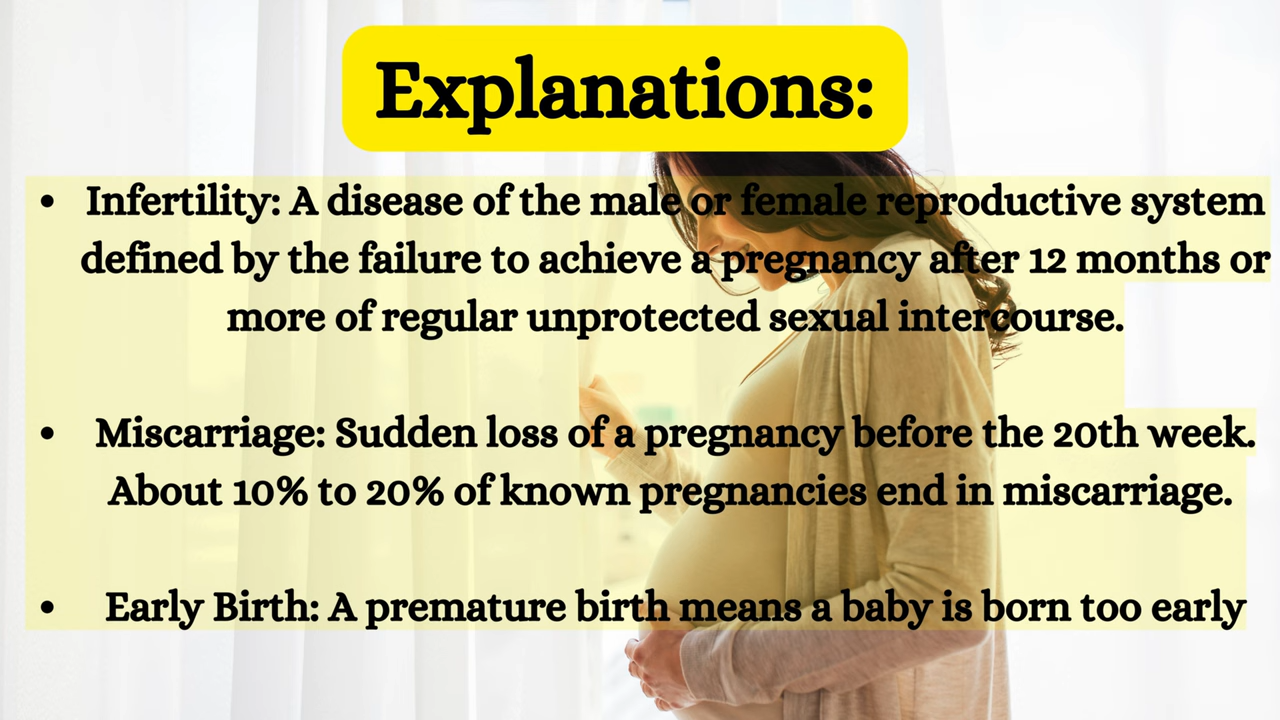 Explanations:
• Infertility: A disease of the male or female reproductive system
defined by the failure to achieve a pregnancy after 12 months or
more of regular unprotected sexual intercourse.
• Miscarriage: Sudden loss of a pregnancy before the 20th week.
About 10% to 20% of known pregnancies end in miscarriage.
• Early Birth: A premature birth means a baby is born too early